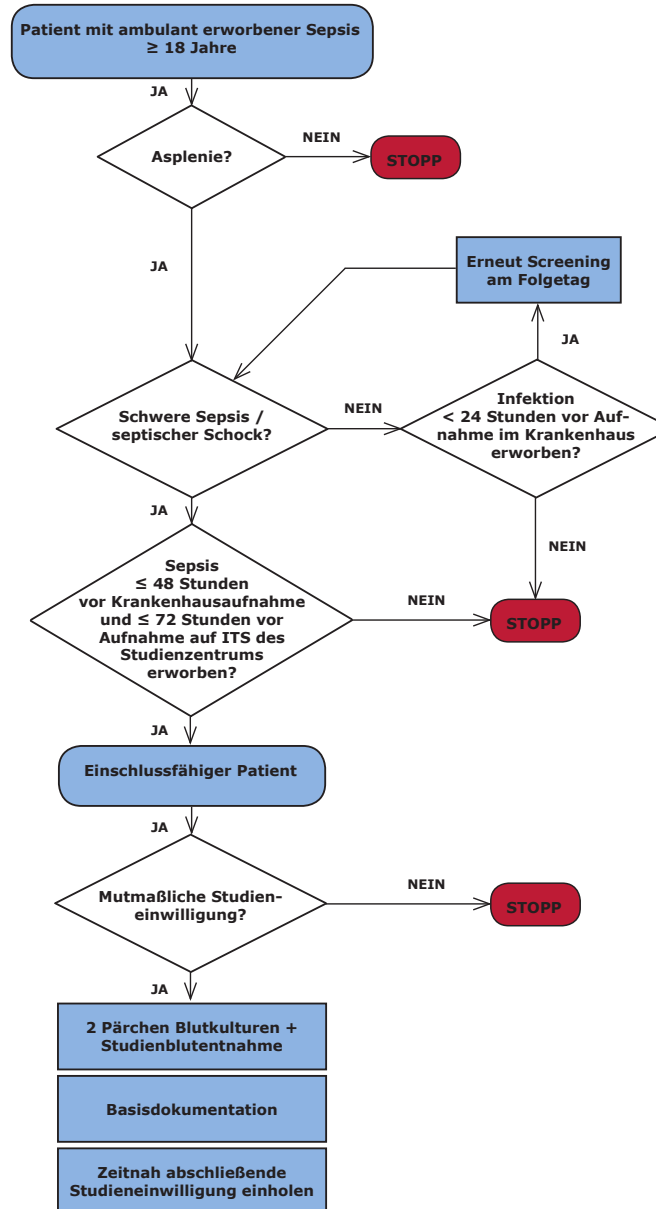 Patient mit ambulant erworbener Sepsis
≥ 18 Jahre
JA
Asplenie?
NEIN
STOPP
JA
Erneut Screening
am Folgetag
JA
Schwere Sepsis /
septischer Schock?
NEIN
Infektion
< 24 Stunden vor Auf-
nahme im Krankenhaus
erworben?
JA
NEIN
Sepsis
≤ 48 Stunden
vor Krankenhausaufnahme
und ≤ 72 Stunden vor
Aufnahme auf ITS des
Studienzentrums
erworben?
NEIN
STOPP
JA
Einschlussfähiger Patient
JA
Mutmaßliche Studien-
einwilligung?
NEIN
STOPP
JA
2 Pärchen Blutkulturen +
Studienblutentnahme
Basisdokumentation
Zeitnah abschließende
Studieneinwilligung einholen